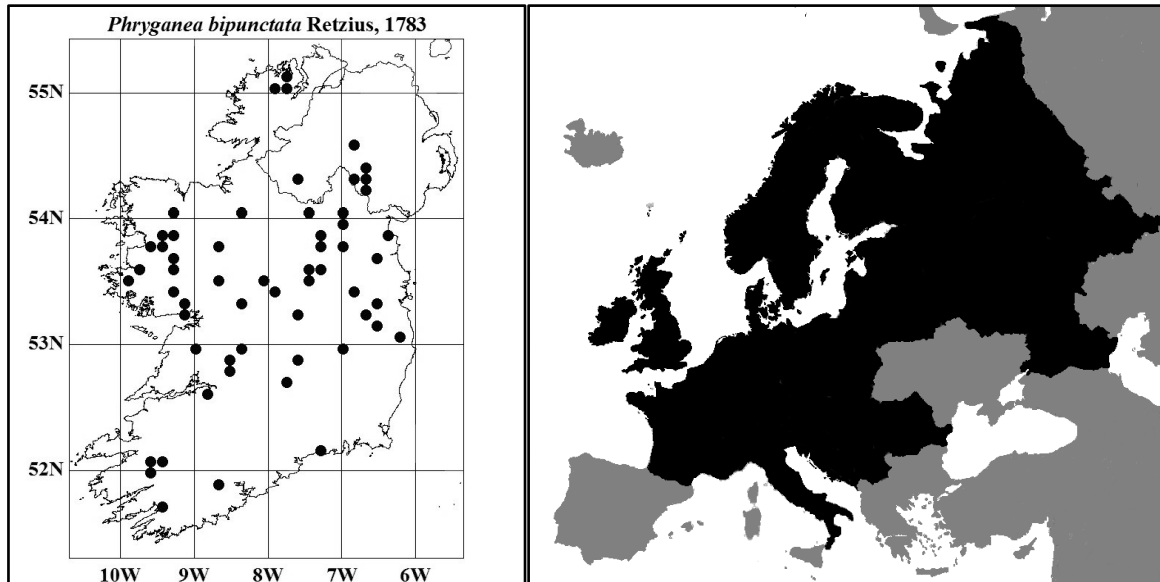 Phryganea bipunctata Retzius, 1783
55N
54N
53N
52N
10W 9W 8W 7W 6W